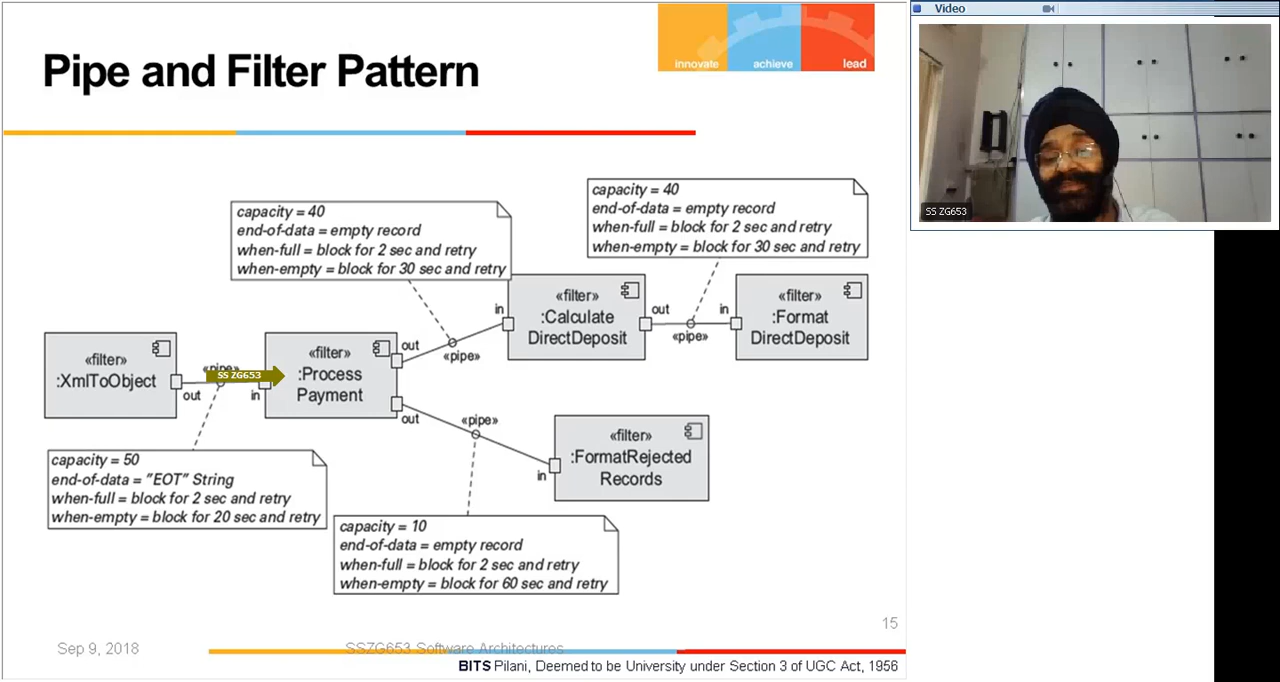 Pipe and Filter Pattern
innovate achieve lead
Video
SS ZG653
capacity = 40
end-of-data = empty record
when-full = block for 2 sec and retry
when-empty = block for 30 sec and retry
capacity = 40
end-of-data = empty record
when-full = block for 2 sec and retry
when-empty = block for 30 sec and retry
«filter»
:XmlToObject
out
«pipe»
SS ZG653
in
«filter»
:Process
Payment
out
out
«pipe»
in
«filter»
:Calculate
DirectDeposit
out
«pipe»
in
«filter»
:Format
DirectDeposit
«pipe»
in
«filter»
:FormatRejected
Records
capacity = 50
end-of-data = "EOT" String
when-full = block for 2 sec and retry
when-empty = block for 20 sec and retry
capacity = 10
end-of-data = empty record
when-full = block for 2 sec and retry
when-empty = block for 60 sec and retry
15
Sep 9, 2018
SSZG653 Software Architectures
BITS Pilani, Deemed to be University under Section 3 of UGC Act, 1956